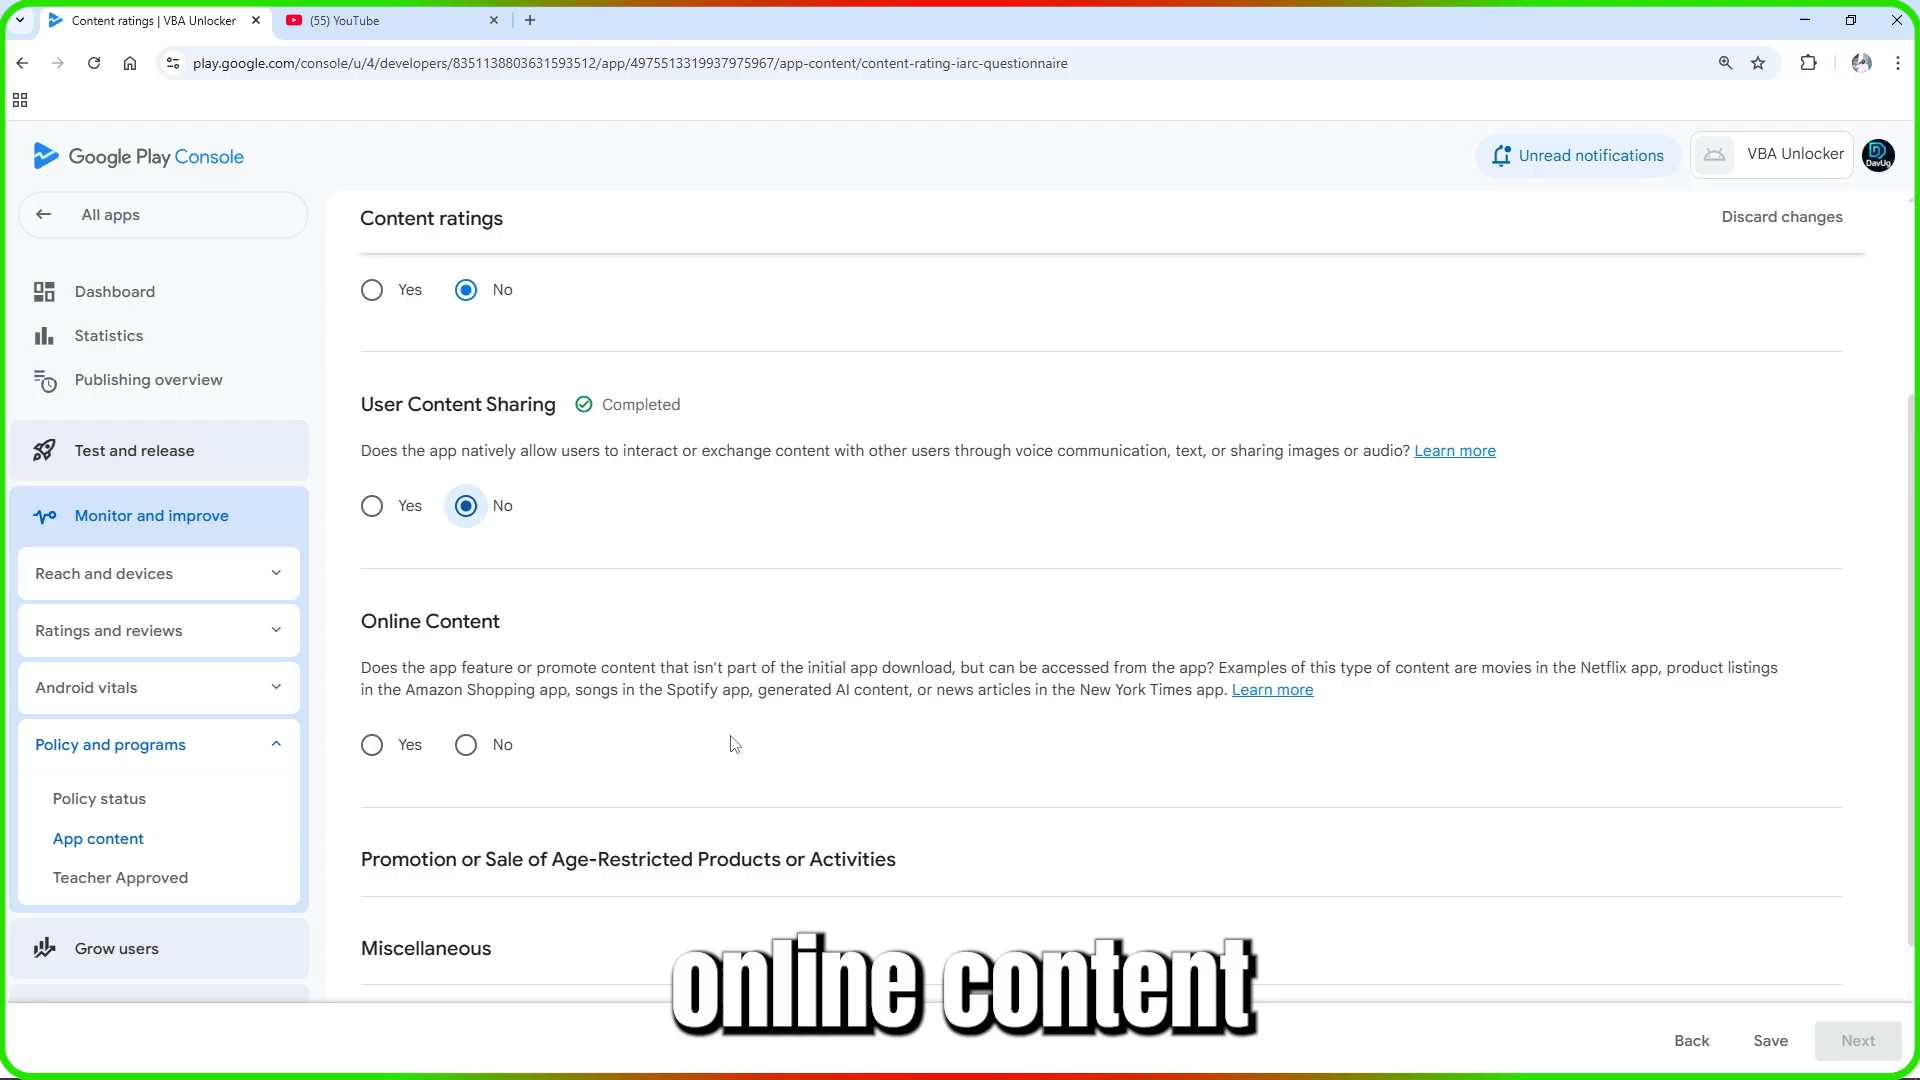 Content ratings | VBA Unlocker
(55) YouTube
play.google.com/console/u/4/developers/8351138803631593512/app/4975513319937975967/app-content/content-rating-iarc-questionnaire
Google Play Console
Unread notifications
VBA Unlocker
DavUg
All apps
Content ratings
Discard changes
Dashboard
Statistics
Publishing overview
Test and release
Monitor and improve
Reach and devices
Ratings and reviews
Android vitals
Policy and programs
Policy status
App content
Teacher Approved
Grow users
Yes No
User Content Sharing Completed
Does the app natively allow users to interact or exchange content with other users through voice communication, text, or sharing images or audio? Learn more
Yes No
Online Content
Does the app feature or promote content that isn't part of the initial app download, but can be accessed from the app? Examples of this type of content are movies in the Netflix app, product listings
in the Amazon Shopping app, songs in the Spotify app, generated AI content, or news articles in the New York Times app. Learn more
Yes No
Promotion or Sale of Age-Restricted Products or Activities
Miscellaneous
online content
Back Save Next